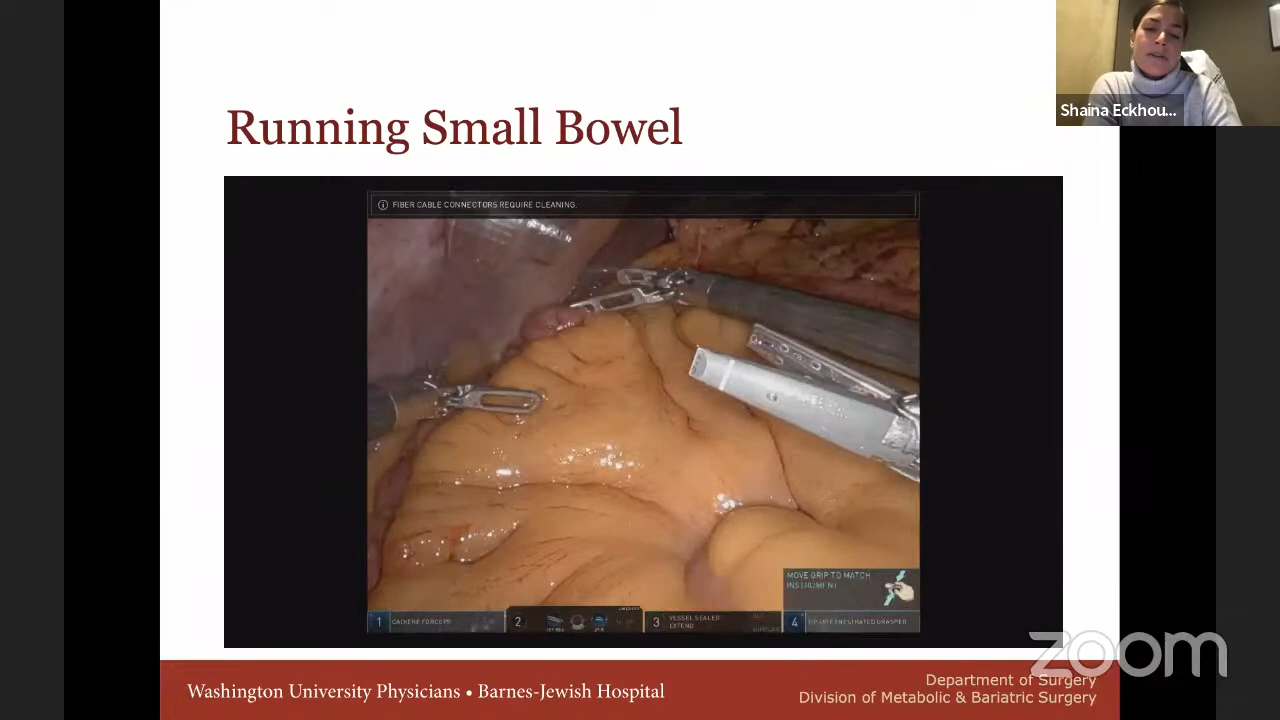 Shaina Eckhou...
Running Small Bowel
FIBER CABLE CONNECTORS REQUIRE CLEANING.
MOVE GRIP TO MATCH
INSTRUMENT
1 CADIERE FORCEPS
2
3 VESSEL SEALER
EXTEND
4 TIP-UP FENESTRATED GRASPER
zoom
Washington University Physicians • Barnes-Jewish Hospital
Department of Surgery
Division of Metabolic & Bariatric Surgery